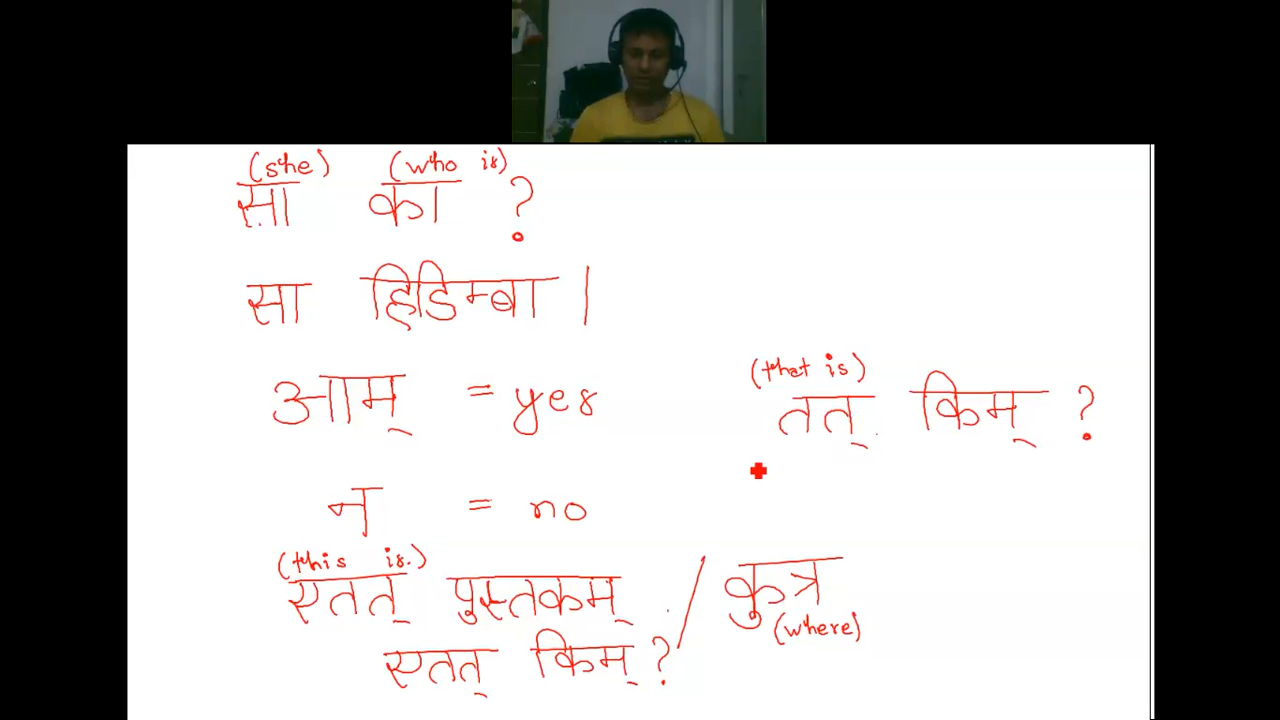 (she) (who is)
सा का ?
सा हिडिम्बा ।
आम् = yes
(that is)
तत् किम् ?
न = no
(this is.)
एतत् पुस्तकम् / कुत्र
(where)
एतत् किम् ?